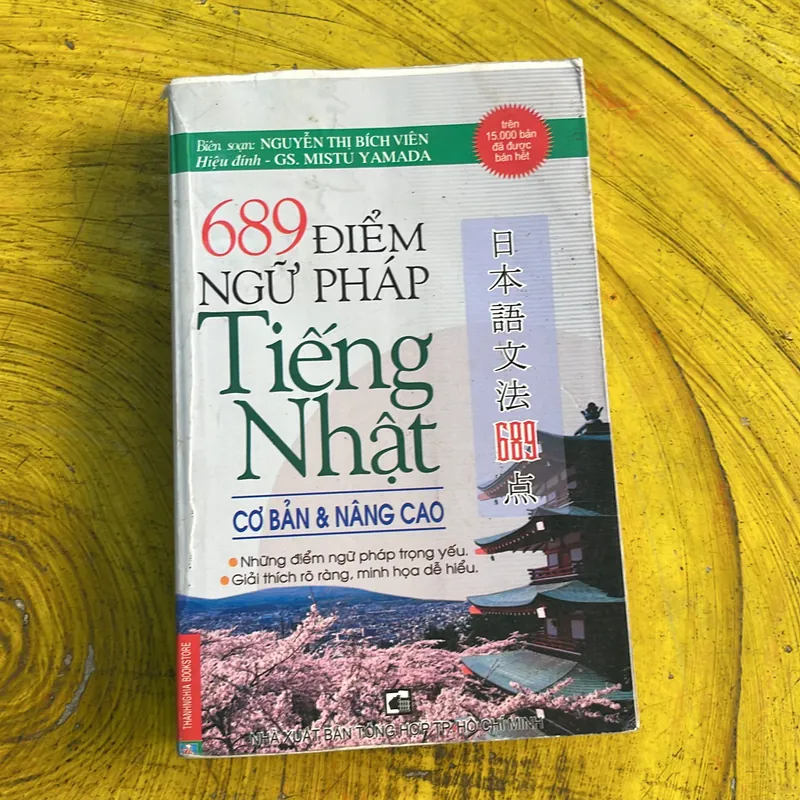 Biên soạn: NGUYỄN THỊ BÍCH VIÊN
Hiệu đính - GS. MISTU YAMADA
trên
15.000 bản
đã được
bán hết
689 ĐIỂM
NGỮ PHÁP
Tiếng
Nhật
CƠ BẢN & NÂNG CAO
Những điểm ngữ pháp trọng yếu.
Giải thích rõ ràng, minh họa dễ hiểu.
日本語文法689点
THANHNGHIA BOOKSTORE
NHÀ XUẤT BẢN TỔNG HỢP TP. HỒ CHÍ MINH